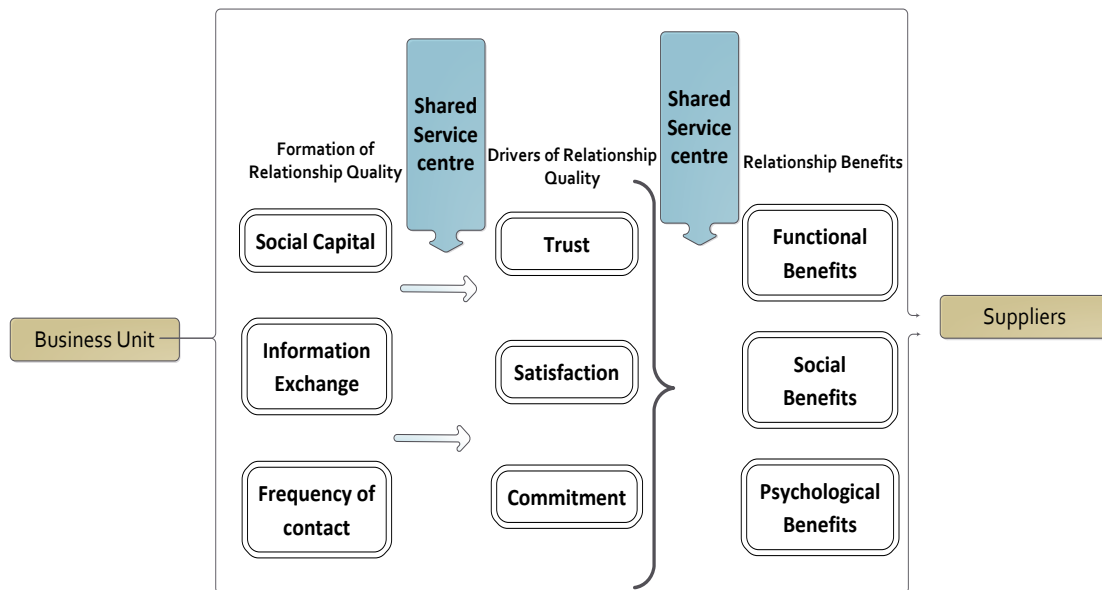 Business Unit
Formation of
Relationship Quality
Social Capital
Information
Exchange
Frequency of
contact
Shared
Service
centre
Drivers of Relationship
Quality
Trust
Satisfaction
Commitment
Shared
Service
centre
Relationship Benefits
Functional
Benefits
Social
Benefits
Psychological
Benefits
Suppliers